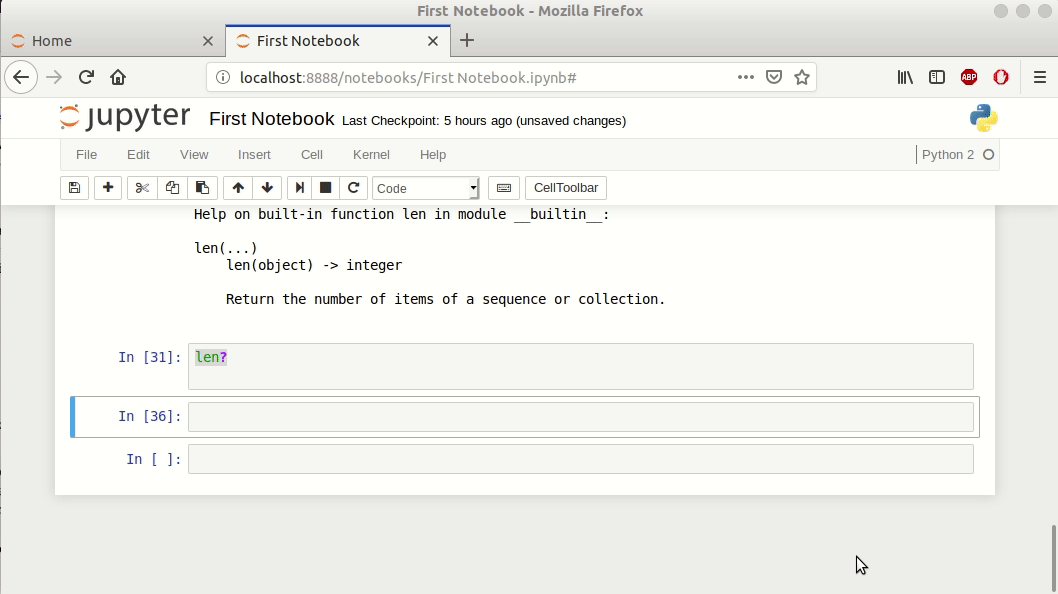 First Notebook - Mozilla Firefox
Home
First Notebook
localhost:8888/notebooks/First Notebook.ipynb#
ABP
jupyter First Notebook Last Checkpoint: 5 hours ago (unsaved changes)
File Edit View Insert Cell Kernel Help Python 2
Code CellToolbar
Help on built-in function len in module __builtin__:
len(...)
len(object) -> integer
Return the number of items of a sequence or collection.
In [31]: len?
In [36]:
In [ ]: